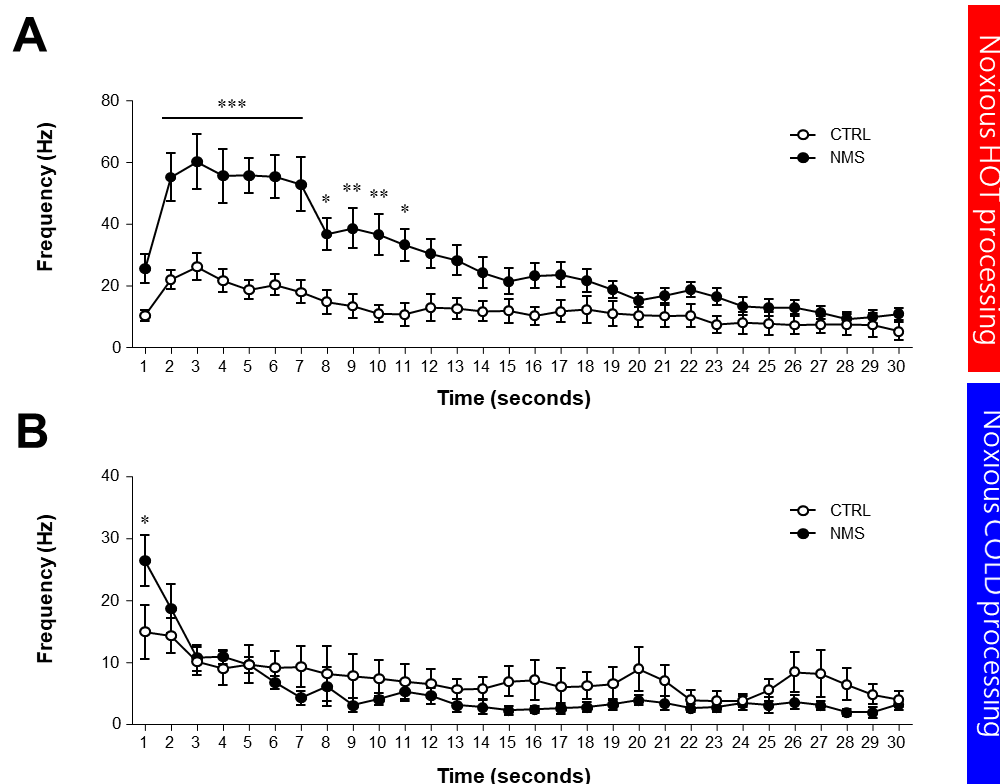 A
80
60
40
20
0
Frequency (Hz)
***
*
**
**
*
CTRL
NMS
1 2 3 4 5 6 7 8 9 10 11 12 13 14 15 16 17 18 19 20 21 22 23 24 25 26 27 28 29 30
Time (seconds)
Noxious HOT processing
B
40
30
20
10
0
Frequency (Hz)
*
CTRL
NMS
1 2 3 4 5 6 7 8 9 10 11 12 13 14 15 16 17 18 19 20 21 22 23 24 25 26 27 28 29 30
Time (seconds)
Noxious COLD processing